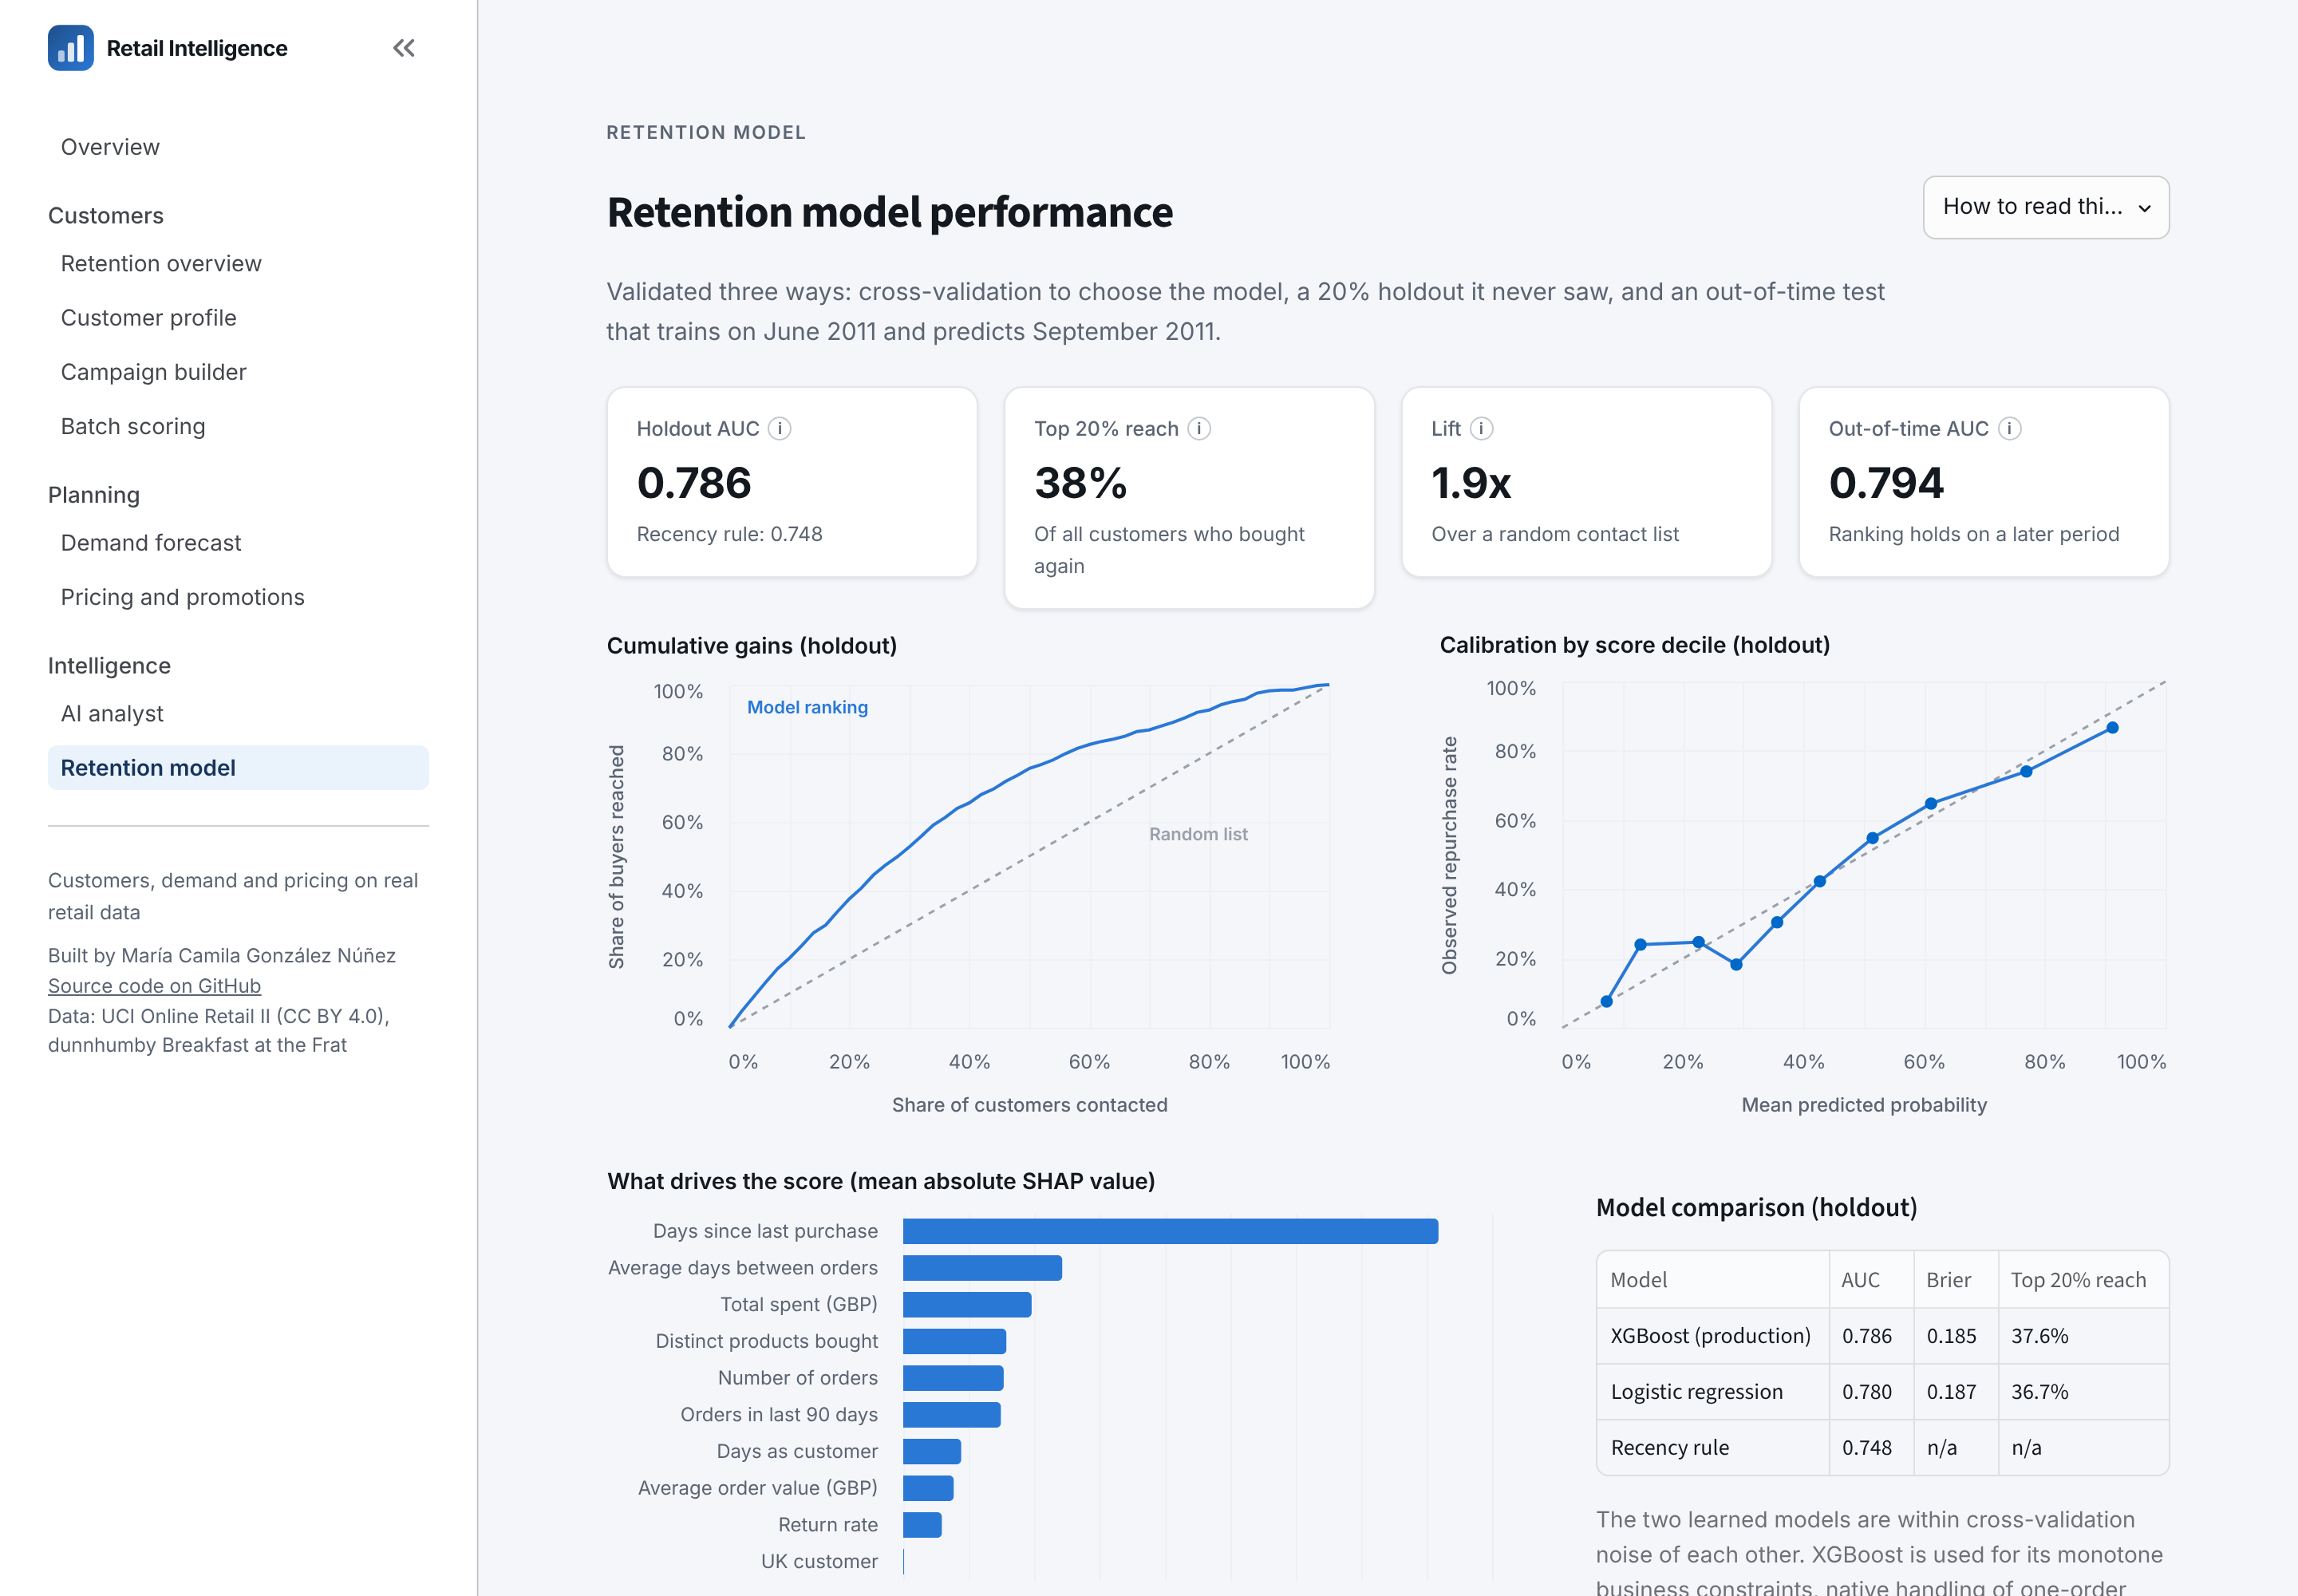 Retail Intelligence
Overview
Customers
Retention overview
Customer profile
Campaign builder
Batch scoring
Planning
Demand forecast
Pricing and promotions
Intelligence
AI analyst
Retention model
Customers, demand and pricing on real
retail data
Built by María Camila González Núñez
Source code on GitHub
Data: UCI Online Retail II (CC BY 4.0),
dunnhumby Breakfast at the Frat
RETENTION MODEL
Retention model performance
How to read thi...
Validated three ways: cross-validation to choose the model, a 20% holdout it never saw, and an out-of-time test
that trains on June 2011 and predicts September 2011.
Holdout AUC
0.786
Recency rule: 0.748
Top 20% reach
38%
Of all customers who bought
again
Lift
1.9x
Over a random contact list
Out-of-time AUC
0.794
Ranking holds on a later period
Cumulative gains (holdout)
Share of buyers reached
100%
80%
60%
40%
20%
0%
Model ranking
Random list
0% 20% 40% 60% 80% 100%
Share of customers contacted
Calibration by score decile (holdout)
Observed repurchase rate
100%
80%
60%
40%
20%
0%
0% 20% 40% 60% 80% 100%
Mean predicted probability
What drives the score (mean absolute SHAP value)
Days since last purchase
Average days between orders
Total spent (GBP)
Distinct products bought
Number of orders
Orders in last 90 days
Days as customer
Average order value (GBP)
Return rate
UK customer
Model comparison (holdout)
Model AUC Brier Top 20% reach
XGBoost (production) 0.786 0.185 37.6%
Logistic regression 0.780 0.187 36.7%
Recency rule 0.748 n/a n/a
The two learned models are within cross-validation
noise of each other. XGBoost is used for its monotone
business constraints, native handling of one-order